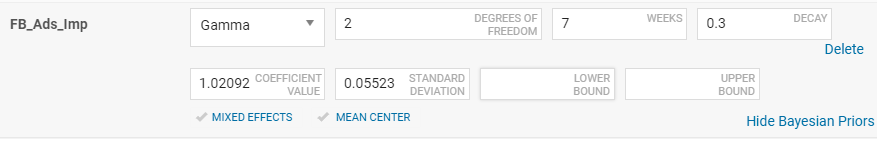 FB_Ads_Imp
Gamma
2 DEGREES OF FREEDOM
7 WEEKS
0.3 DECAY
Delete
1.02092 COEFFICIENT VALUE
0.05523 STANDARD DEVIATION
LOWER BOUND
UPPER BOUND
MIXED EFFECTS
MEAN CENTER
Hide Bayesian Priors